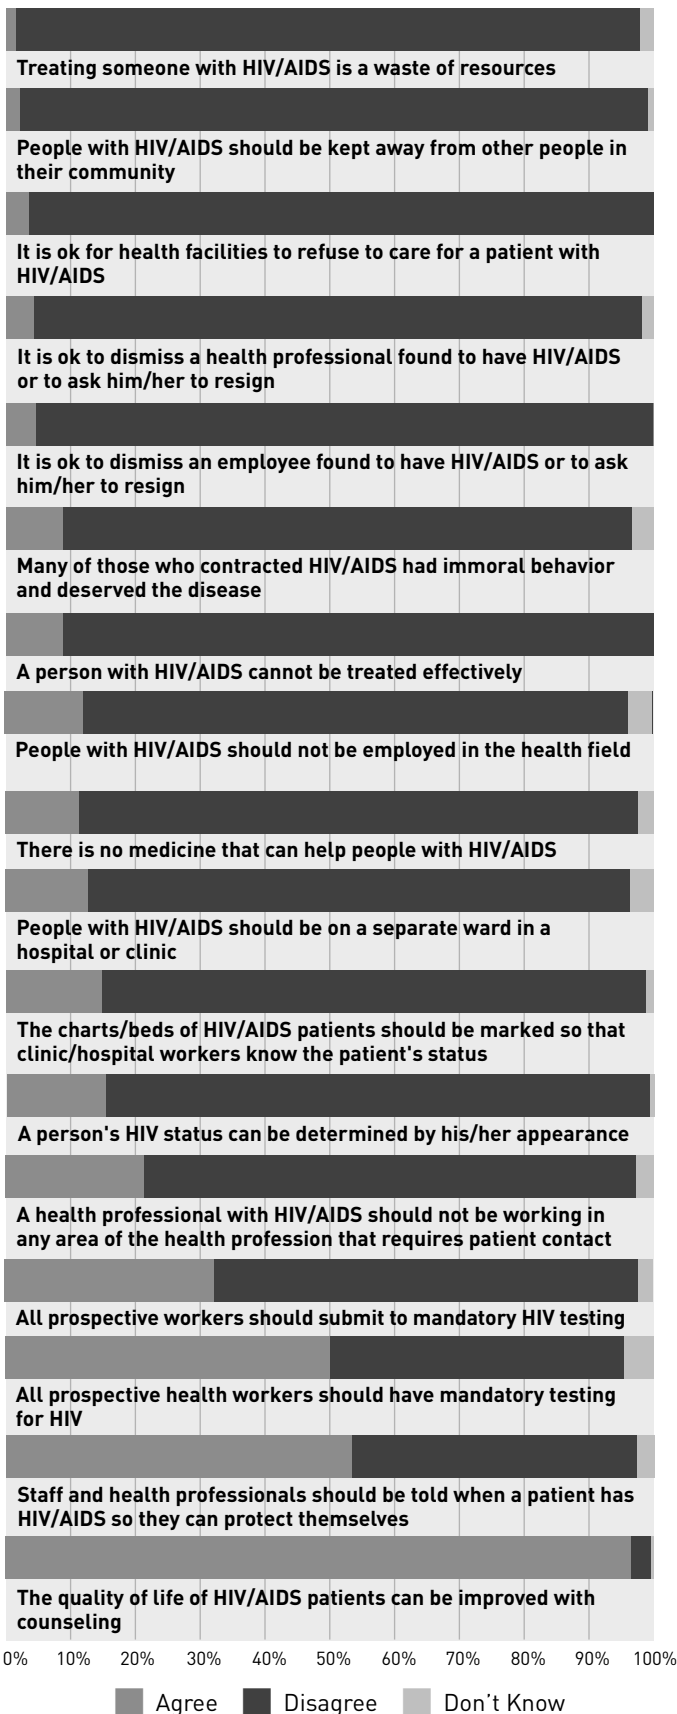 Treating someone with HIV/AIDS is a waste of resources
People with HIV/AIDS should be kept away from other people in
their community
It is ok for health facilities to refuse to care for a patient with
HIV/AIDS
It is ok to dismiss a health professional found to have HIV/AIDS
or to ask him/her to resign
It is ok to dismiss an employee found to have HIV/AIDS or to ask
him/her to resign
Many of those who contracted HIV/AIDS had immoral behavior
and deserved the disease
A person with HIV/AIDS cannot be treated effectively
People with HIV/AIDS should not be employed in the health field
There is no medicine that can help people with HIV/AIDS
People with HIV/AIDS should be on a separate ward in a
hospital or clinic
The charts/beds of HIV/AIDS patients should be marked so that
clinic/hospital workers know the patient's status
A person's HIV status can be determined by his/her appearance
A health professional with HIV/AIDS should not be working in
any area of the health profession that requires patient contact
All prospective workers should submit to mandatory HIV testing
All prospective health workers should have mandatory testing
for HIV
Staff and health professionals should be told when a patient has
HIV/AIDS so they can protect themselves
The quality of life of HIV/AIDS patients can be improved with
counseling
0% 10% 20% 30% 40% 50% 60% 70% 80% 90% 100%
Agree Disagree Don't Know